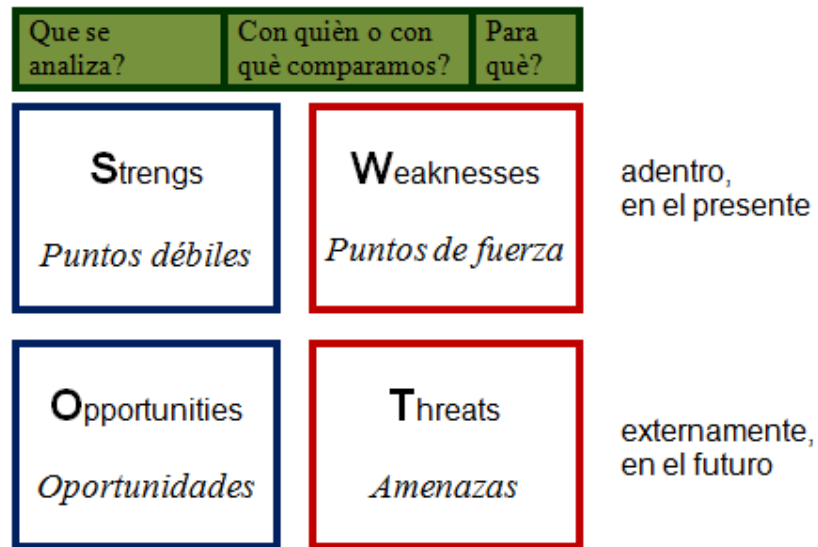 Que se
analiza?
Con quièn o con
què comparamos?
Para
què?
Strengs
Puntos débiles
Weaknesses
Puntos de fuerza
adentro,
en el presente
Opportunities
Oportunidades
Threats
Amenazas
externamente,
en el futuro